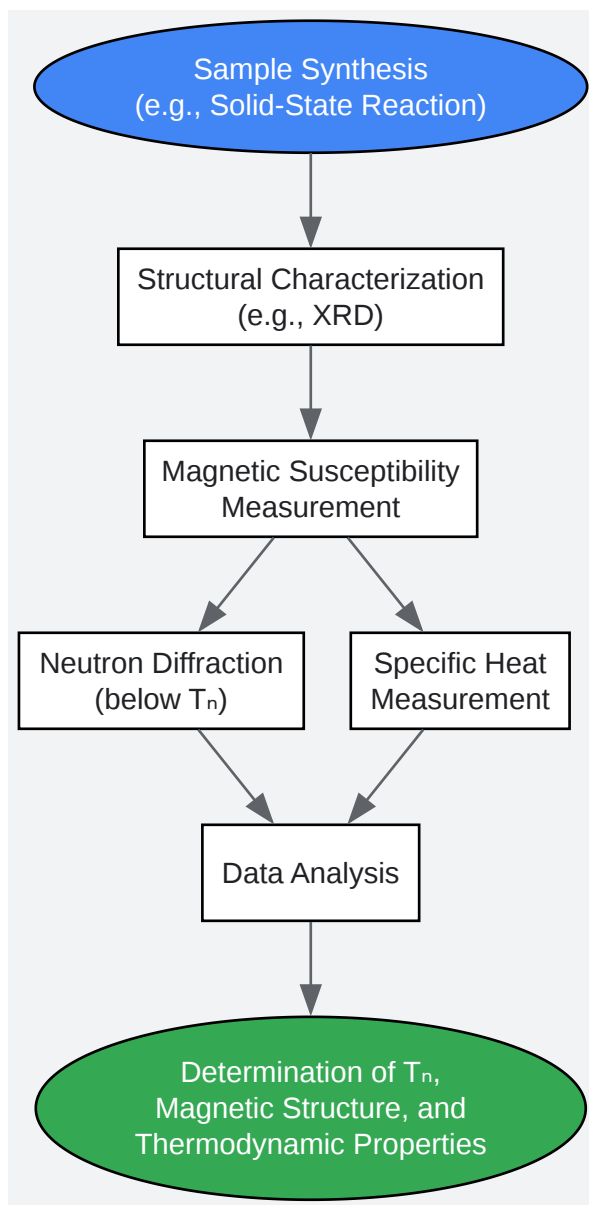 Sample Synthesis
(e.g., Solid-State Reaction)
Structural Characterization
(e.g., XRD)
Magnetic Susceptibility
Measurement
Neutron Diffraction
(below Tₙ)
Specific Heat
Measurement
Data Analysis
Determination of Tₙ,
Magnetic Structure, and
Thermodynamic Properties